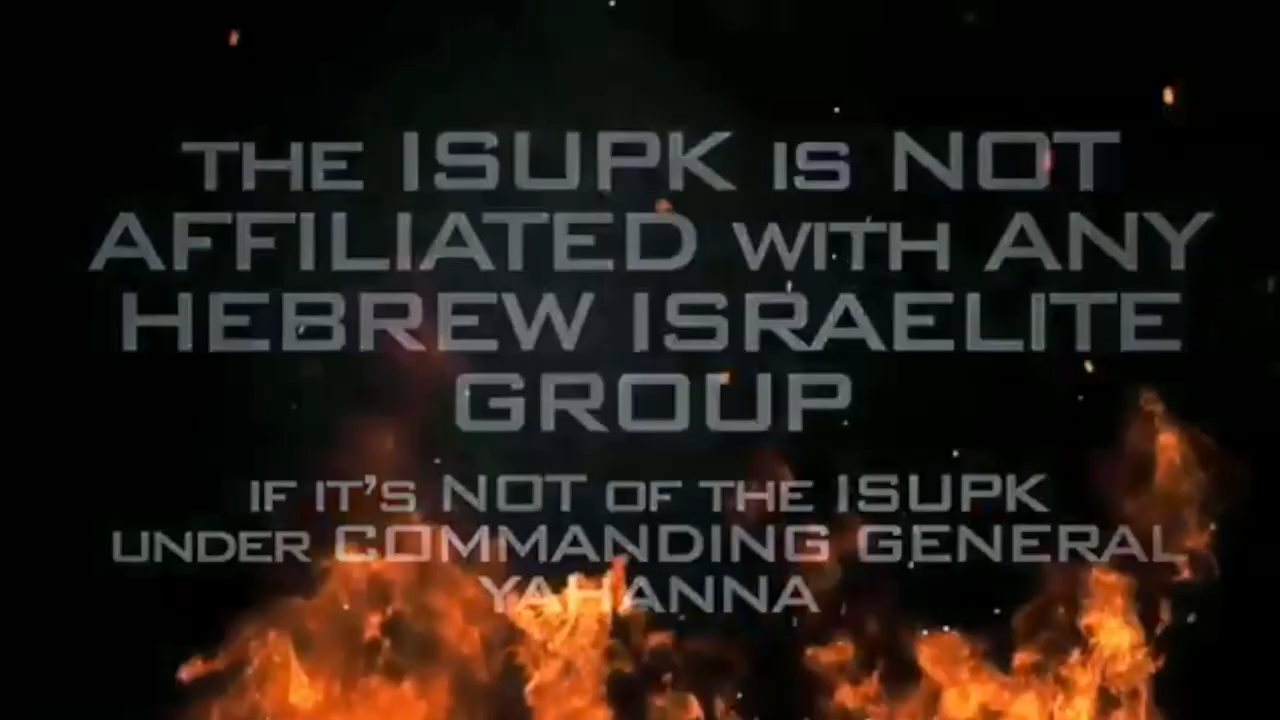 THE ISUPK IS NOT
AFFILIATED WITH ANY
HEBREW ISRAELITE
GROUP
IF IT'S NOT OF THE ISUPK
UNDER COMMANDING GENERAL
YAHANNA